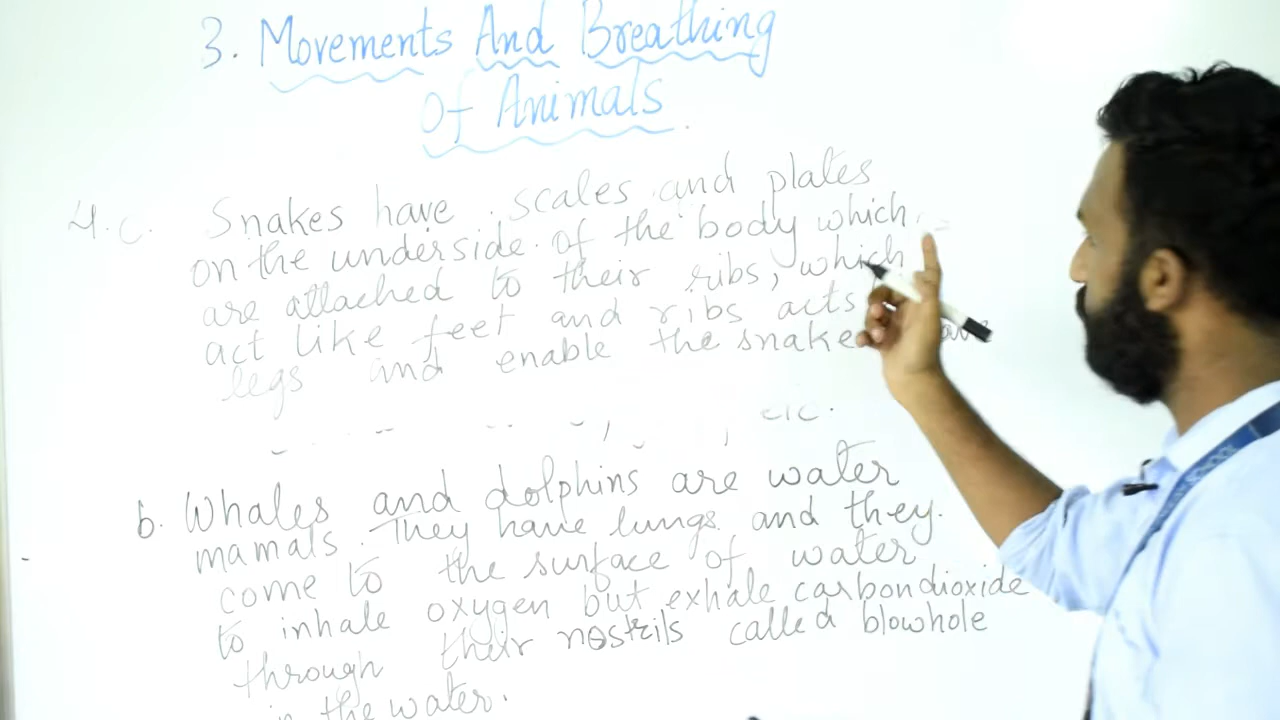 3. Movements And Breathing
Of Animals.
4.c. Snakes have scales and plates
on the underside of the body which
are attached to their ribs, which
act like feet and ribs acts
legs and enable the snake
etc.
b. Whales and dolphins are water
mamals. They have lungs and they
come to the surface of water
to inhale oxygen but exhale carbondioxide
through their nostrils called blowhole
in the water.